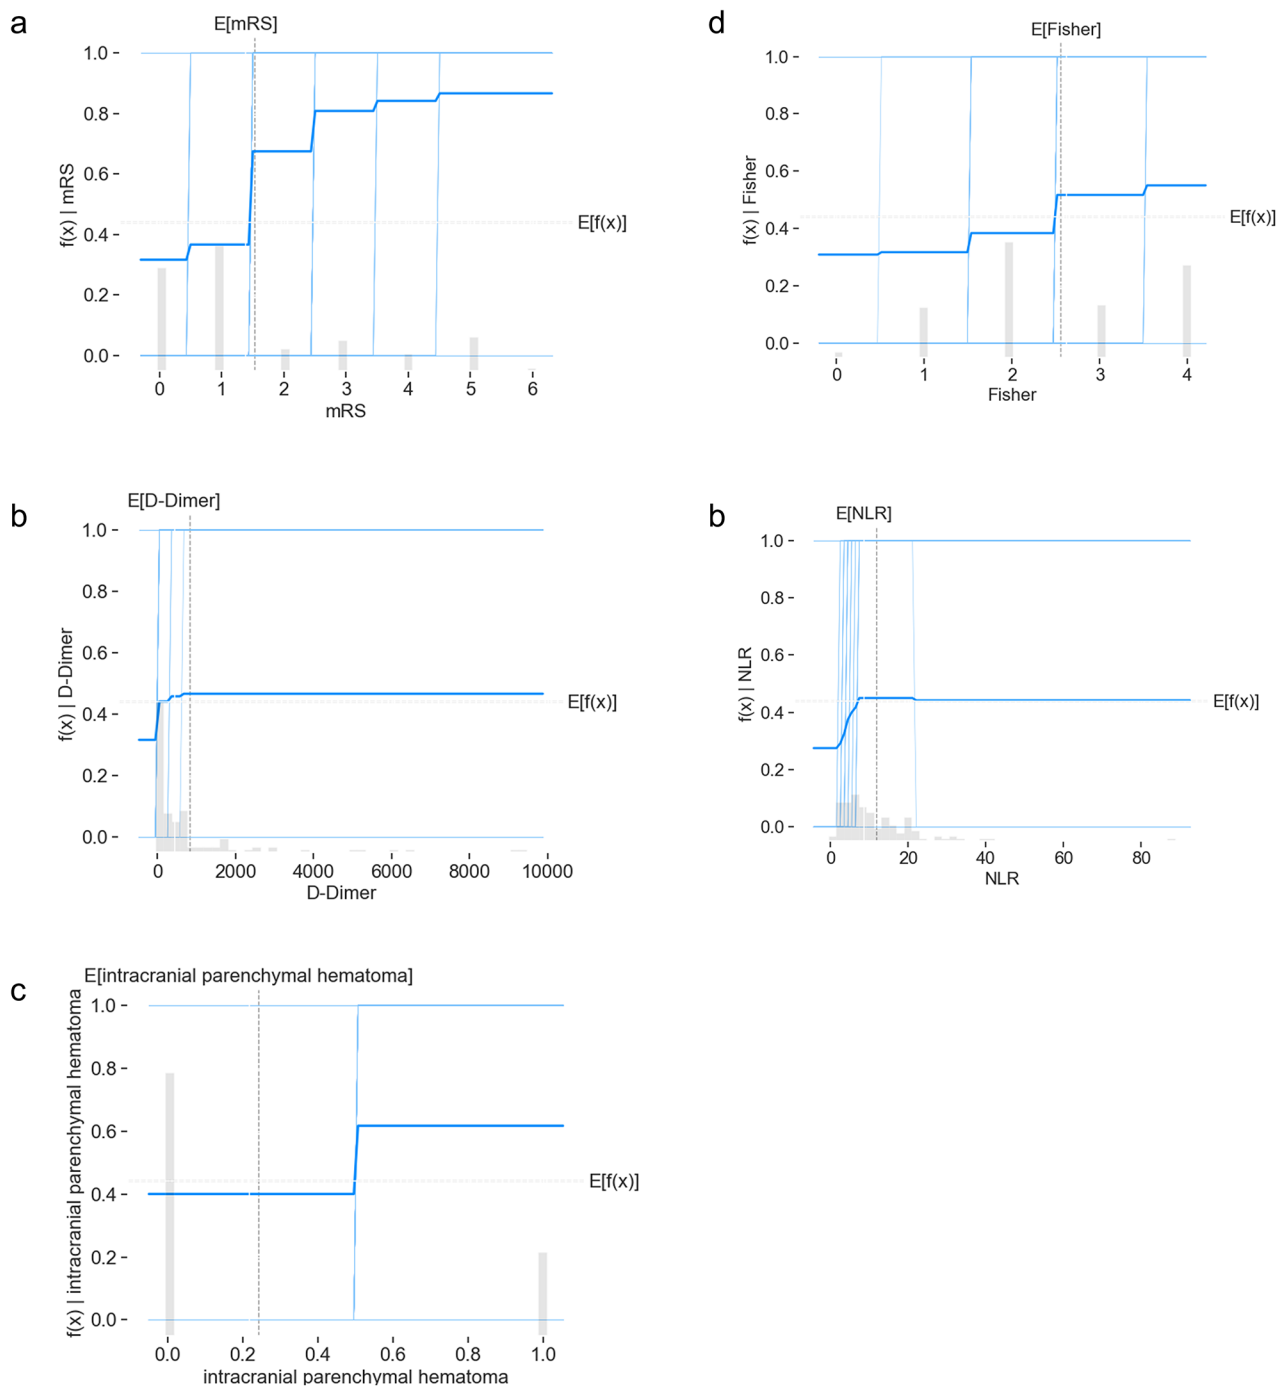 a
E[mRS]
1.0
0.8
0.6
0.4
0.2
0.0
f(x) | mRS
E[f(x)]
0 1 2 3 4 5 6
mRS
d
E[Fisher]
1.0
0.8
0.6
0.4
0.2
0.0
f(x) | Fisher
E[f(x)]
0 1 2 3 4
Fisher
b
E[D-Dimer]
1.0
0.8
0.6
0.4
0.2
0.0
f(x) | D-Dimer
E[f(x)]
0 2000 4000 6000 8000 10000
D-Dimer
b
E[NLR]
1.0
0.8
0.6
0.4
0.2
0.0
f(x) | NLR
E[f(x)]
0 20 40 60 80
NLR
c
E[intracranial parenchymal hematoma]
1.0
0.8
0.6
0.4
0.2
0.0
f(x) | intracranial parenchymal hematoma
E[f(x)]
0.0 0.2 0.4 0.6 0.8 1.0
intracranial parenchymal hematoma